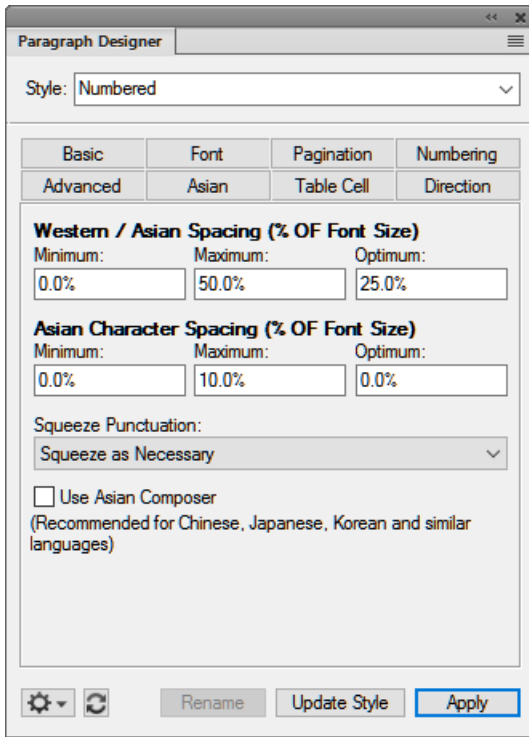 Paragraph Designer
Style: Numbered
Basic Font Pagination Numbering
Advanced Asian Table Cell Direction
Western / Asian Spacing (% OF Font Size)
Minimum: Maximum: Optimum:
0.0% 50.0% 25.0%
Asian Character Spacing (% OF Font Size)
Minimum: Maximum: Optimum:
0.0% 10.0% 0.0%
Squeeze Punctuation:
Squeeze as Necessary
Use Asian Composer
(Recommended for Chinese, Japanese, Korean and similar
languages)
Rename Update Style Apply